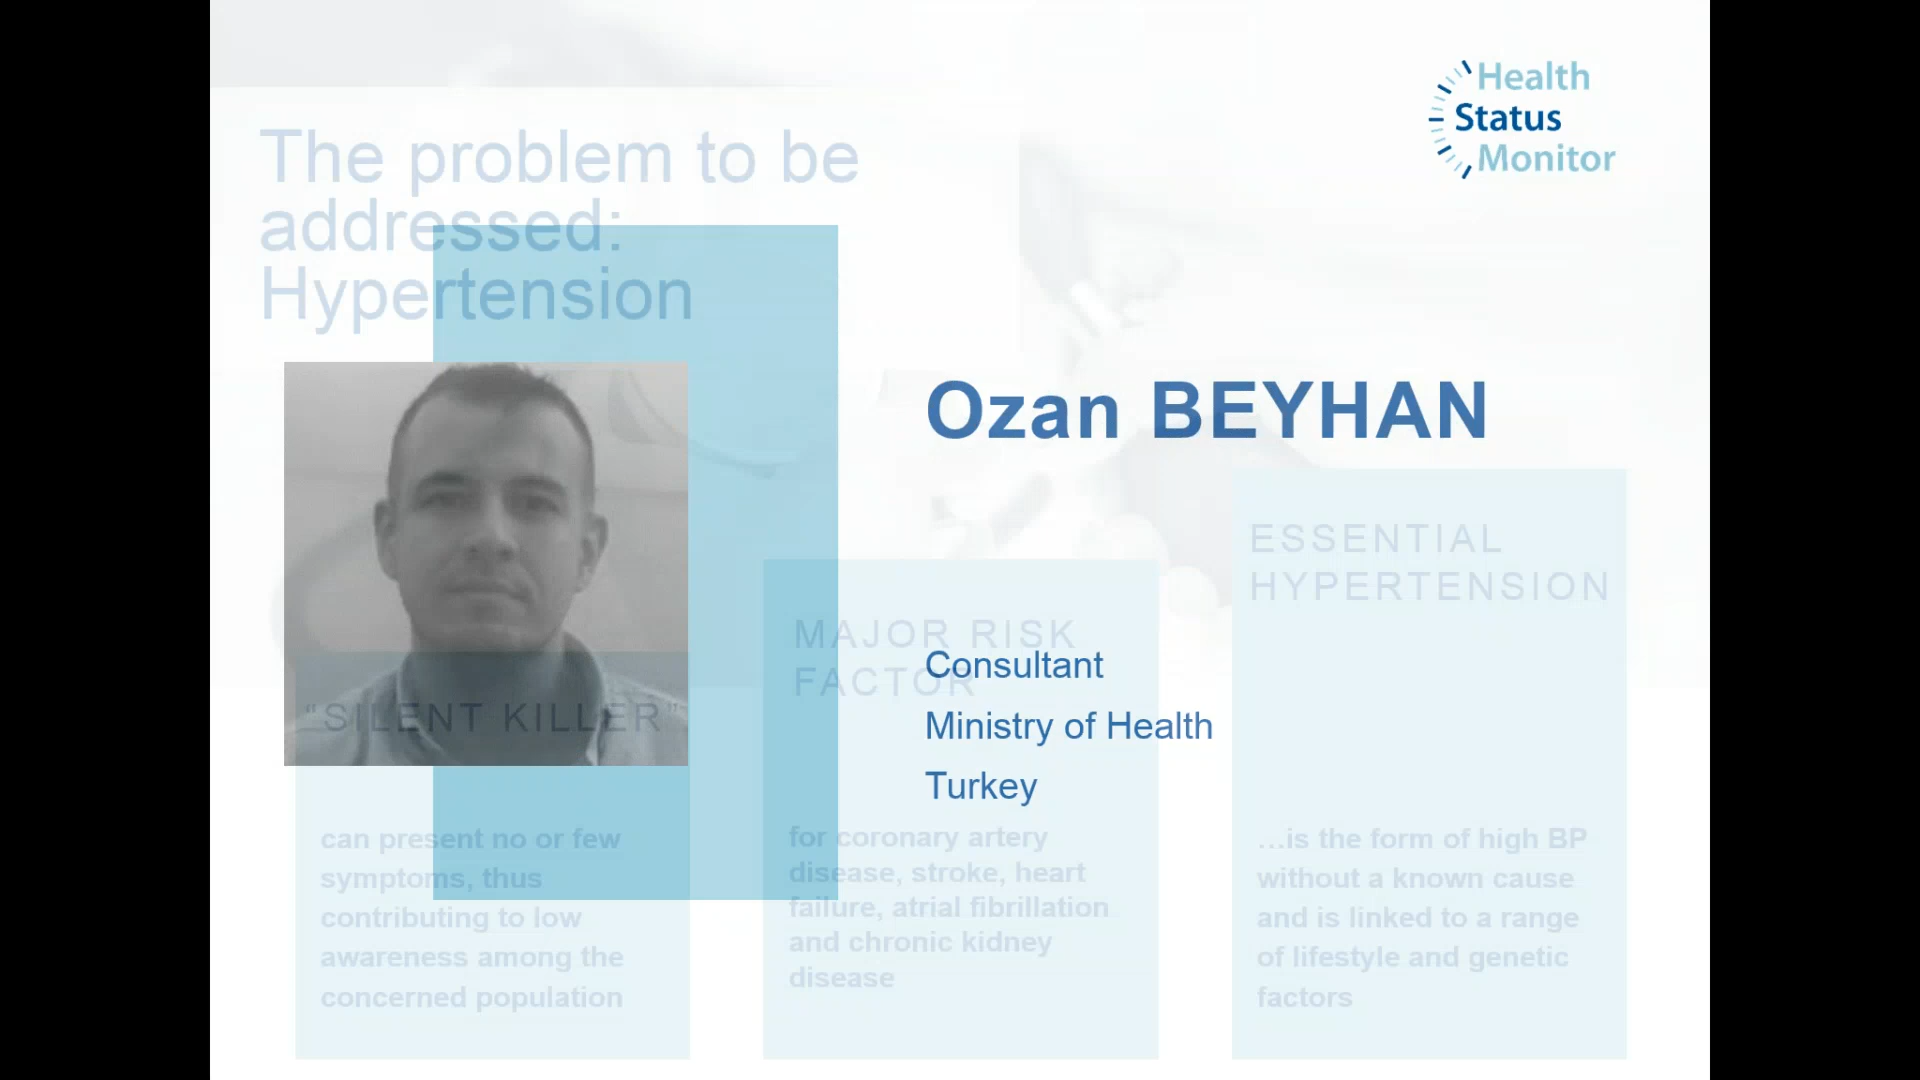 Health
Status
Monitor
The problem to be
addressed:
Hypertension
Ozan BEYHAN
Consultant
Ministry of Health
Turkey
“SILENT KILLER”
can present no or few
symptoms, thus
contributing to low
awareness among the
concerned population
MAJOR RISK
FACTOR
for coronary artery
disease, stroke, heart
failure, atrial fibrillation
and chronic kidney
disease
ESSENTIAL
HYPERTENSION
…is the form of high BP
without a known cause
and is linked to a range
of lifestyle and genetic
factors